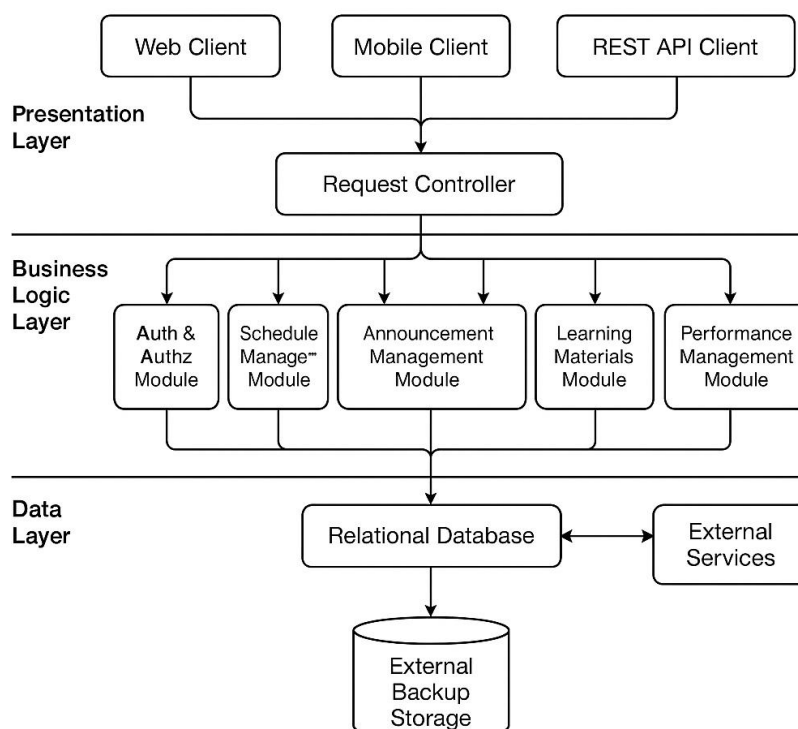 Web Client
Mobile Client
REST API Client
Presentation
Layer
Request Controller
Business
Logic
Layer
Auth &
Authz
Module
Schedule
Manage
Module
Announcement
Management
Module
Learning
Materials
Module
Performance
Management
Module
Data
Layer
Relational Database
External
Services
External
Backup
Storage